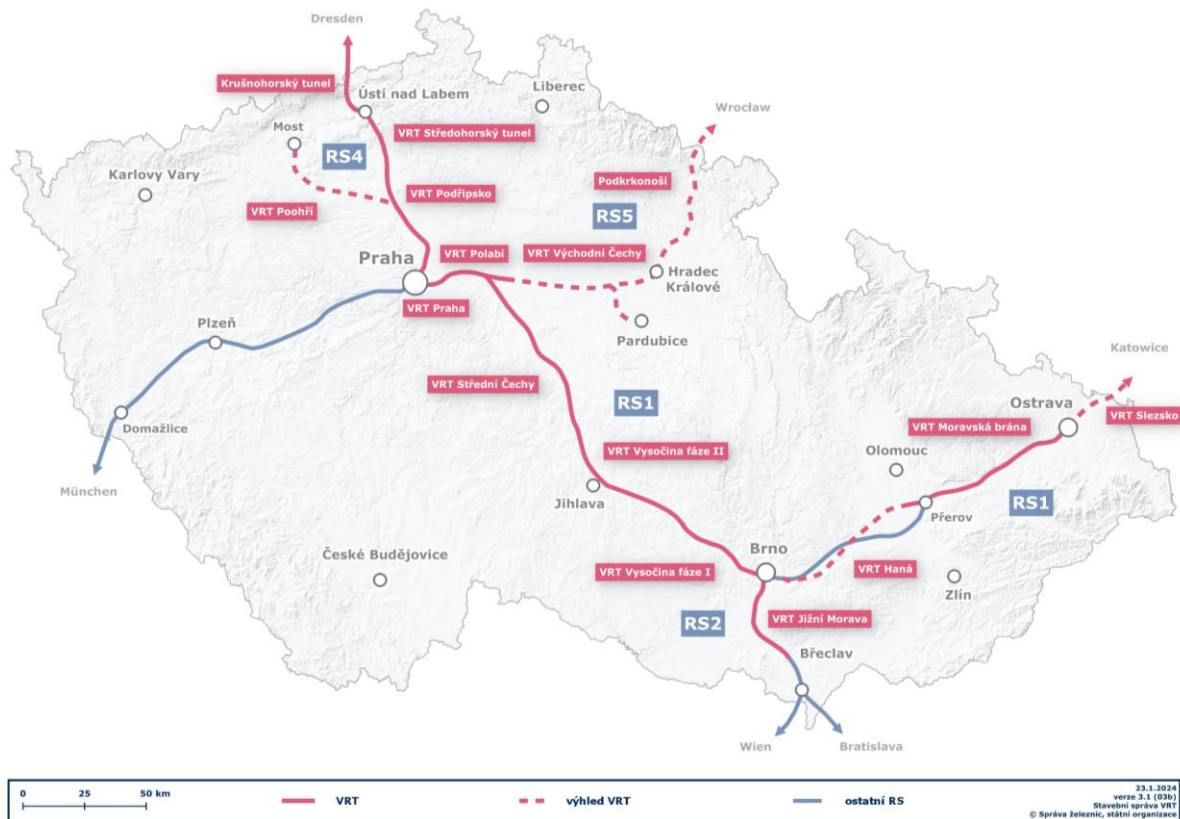 Dresden
Krušnohorský tunel
Ústí nad Labem
Liberec
Wrocław
Most
VRT Středohorský tunel
RS4
Karlovy Vary
VRT Podřipsko
Podkrkonoší
VRT Poohří
RS5
Praha
VRT Polabí
VRT Východní Čechy
Hradec
Králové
VRT Praha
Plzeň
Pardubice
Katowice
VRT Střední Čechy
RS1
Ostrava
VRT Slezsko
Domažlice
VRT Moravská brána
VRT Vysočina fáze II
Olomouc
München
Jihlava
RS1
Přerov
České Budějovice
Brno
VRT Vysočina fáze I
VRT Haná
Zlín
RS2
VRT Jižní Morava
Břeclav
Wien
Bratislava
0 25 50 km
VRT
výhled VRT
ostatní RS
23.1.2024
verze 3.1 (03b)
Stavební správa VRT
© Správa železnic, státní organizace